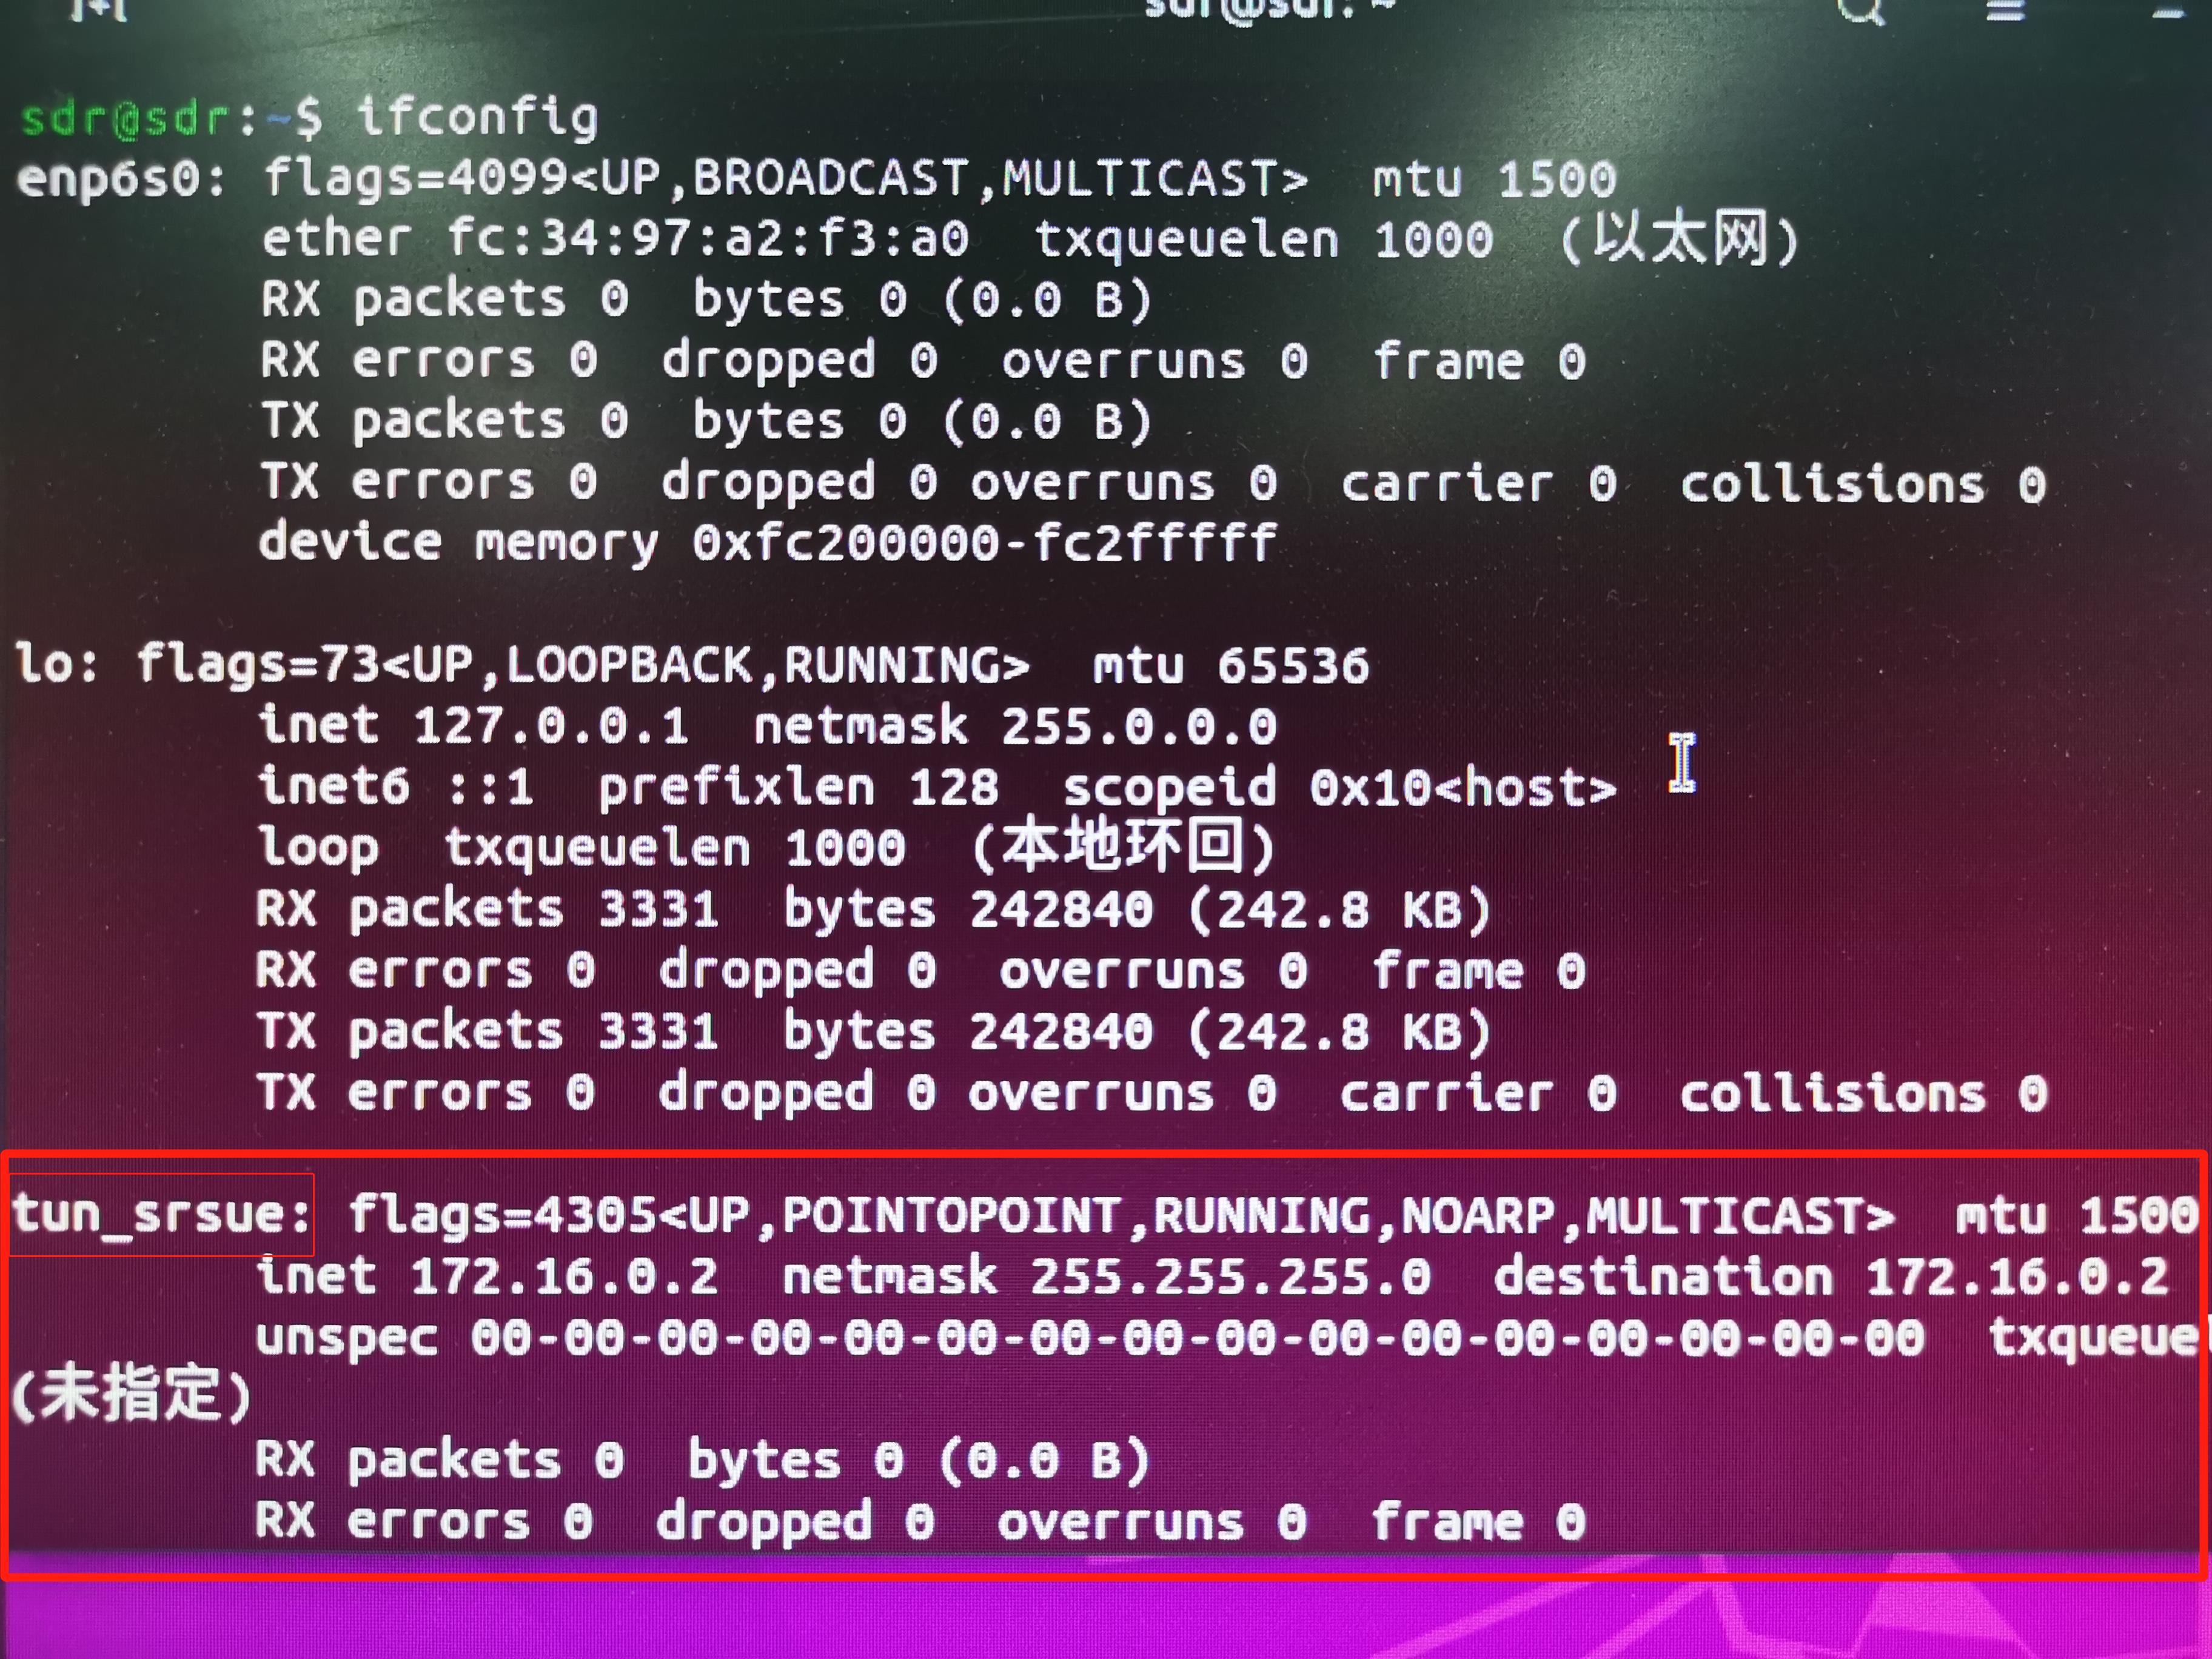 sdr@sdr: ~
sdr@sdr:~$ ifconfig
enp6s0: flags=4099<UP,BROADCAST,MULTICAST>  mtu 1500
ether fc:34:97:a2:f3:a0  txqueuelen 1000  (以太网)
RX packets 0  bytes 0 (0.0 B)
RX errors 0  dropped 0  overruns 0  frame 0
TX packets 0  bytes 0 (0.0 B)
TX errors 0  dropped 0 overruns 0  carrier 0  collisions 0
device memory 0xfc200000-fc2fffff
lo: flags=73<UP,LOOPBACK,RUNNING>  mtu 65536
inet 127.0.0.1  netmask 255.0.0.0
inet6 ::1  prefixlen 128  scopeid 0x10<host>
loop  txqueuelen 1000  (本地环回)
RX packets 3331  bytes 242840 (242.8 KB)
RX errors 0  dropped 0  overruns 0  frame 0
TX packets 3331  bytes 242840 (242.8 KB)
TX errors 0  dropped 0 overruns 0  carrier 0  collisions 0
tun_srsue: flags=4305<UP,POINTOPOINT,RUNNING,NOARP,MULTICAST>  mtu 1500
inet 172.16.0.2  netmask 255.255.255.0  destination 172.16.0.2
unspec 00-00-00-00-00-00-00-00-00-00-00-00-00-00-00-00  txqueuel
(未指定)
RX packets 0  bytes 0 (0.0 B)
RX errors 0  dropped 0  overruns 0  frame 0